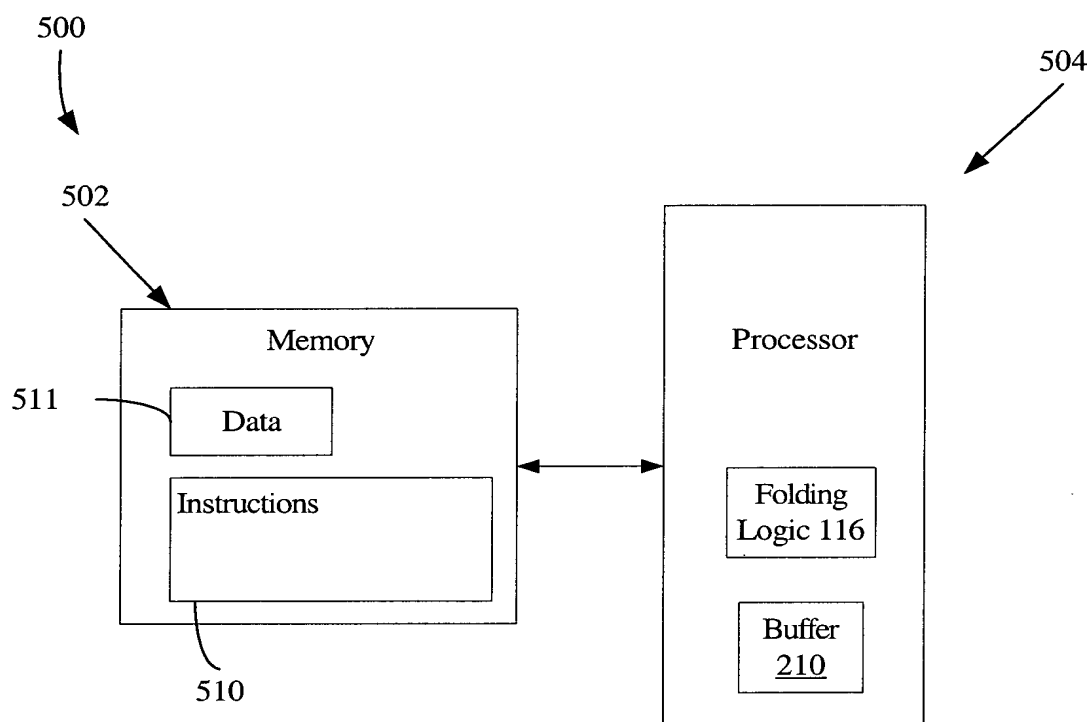 500
504
502
Memory
Processor
511
Data
Instructions
Folding
Logic 116
Buffer
210
510